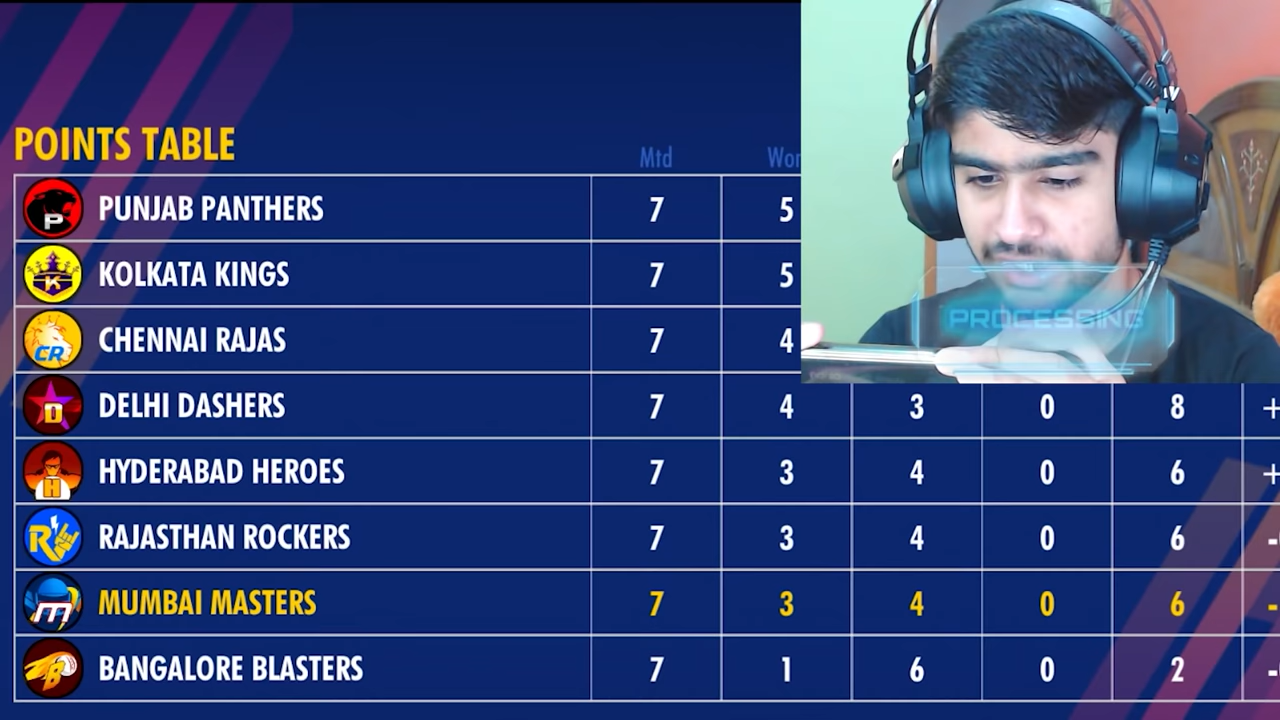 POINTS TABLE
Mtd Won
P PUNJAB PANTHERS 7 5
K KOLKATA KINGS 7 5
CR CHENNAI RAJAS 7 4
D DELHI DASHERS 7 4 3 0 8 +
H HYDERABAD HEROES 7 3 4 0 6 +
R RAJASTHAN ROCKERS 7 3 4 0 6 -
m MUMBAI MASTERS 7 3 4 0 6 -
B BANGALORE BLASTERS 7 1 6 0 2 -
PROCESSING